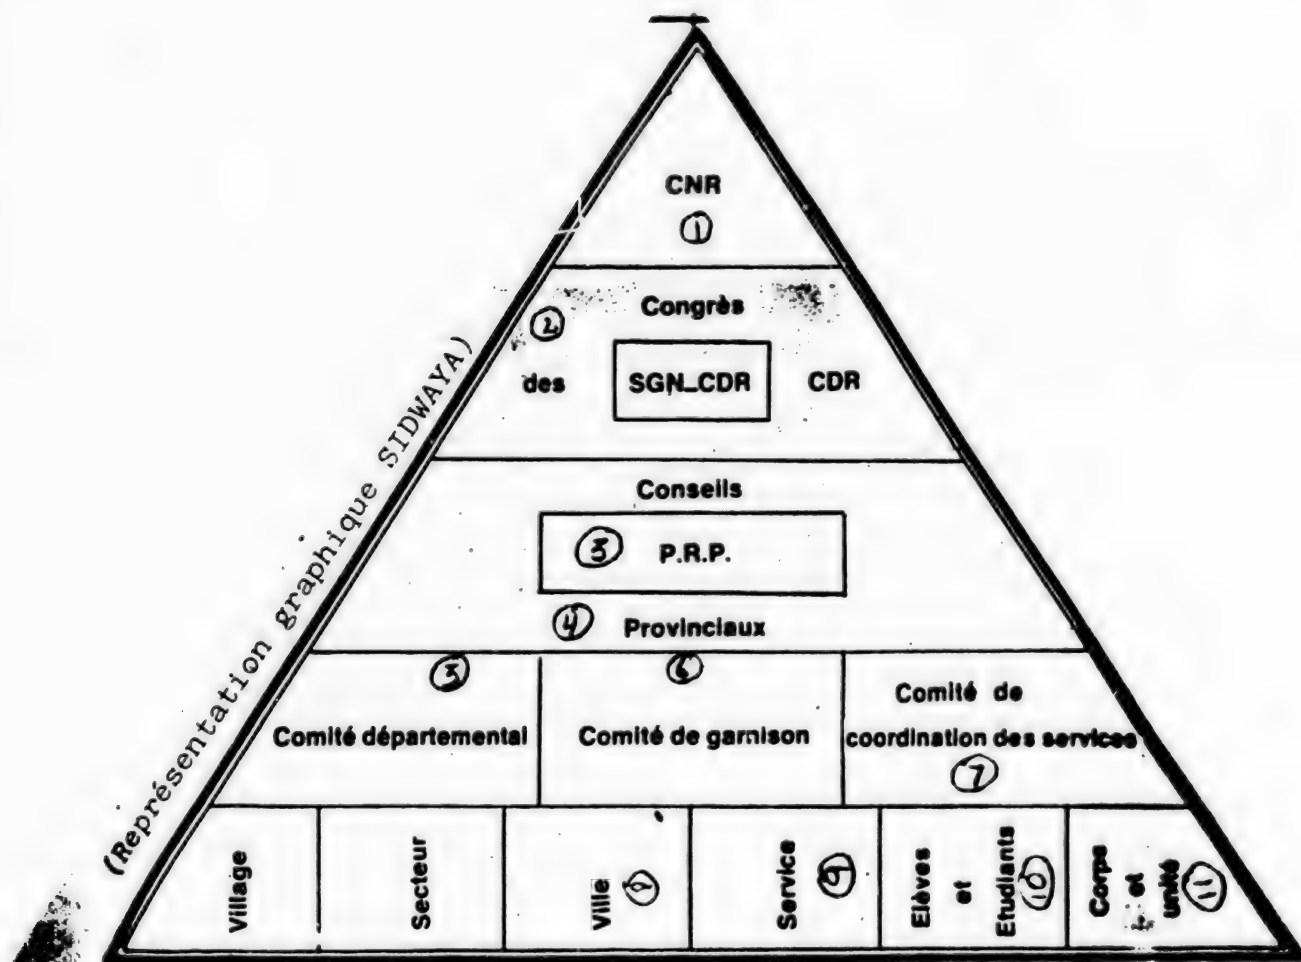 CNR
①
Congrès
②
des SGN_CDR CDR
Conseils
③ P.R.P.
④ Provinciaux
Comité départemental
⑥
Comité de garnison
Comité de
coordination des services
⑦
Village
Secteur
Ville
Service ⑨
Elèves
et
Etudiants ⑩
Corps
et
unité ⑪
(Représentation graphique SIDWAYA)